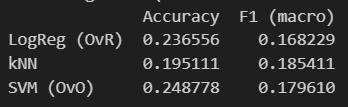 Accuracy F1 (macro)
LogReg (OvR) 0.236556 0.168229
kNN 0.195111 0.185411
SVM (OvO) 0.248778 0.179610